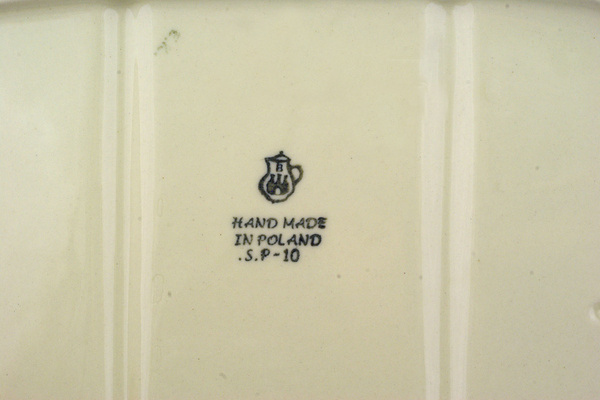 B
HAND MADE
IN POLAND
.S.P-10